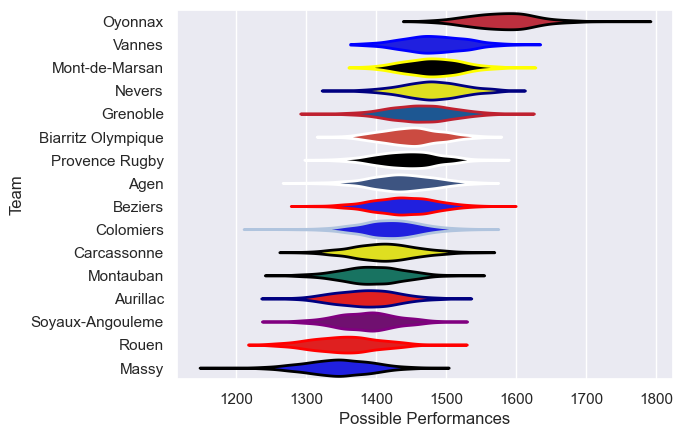 Oyonnax
Vannes
Mont-de-Marsan
Nevers
Grenoble
Biarritz Olympique
Provence Rugby
Agen
Beziers
Colomiers
Carcassonne
Montauban
Aurillac
Soyaux-Angouleme
Rouen
Massy
Team
1200 1300 1400 1500 1600 1700 1800
Possible Performances